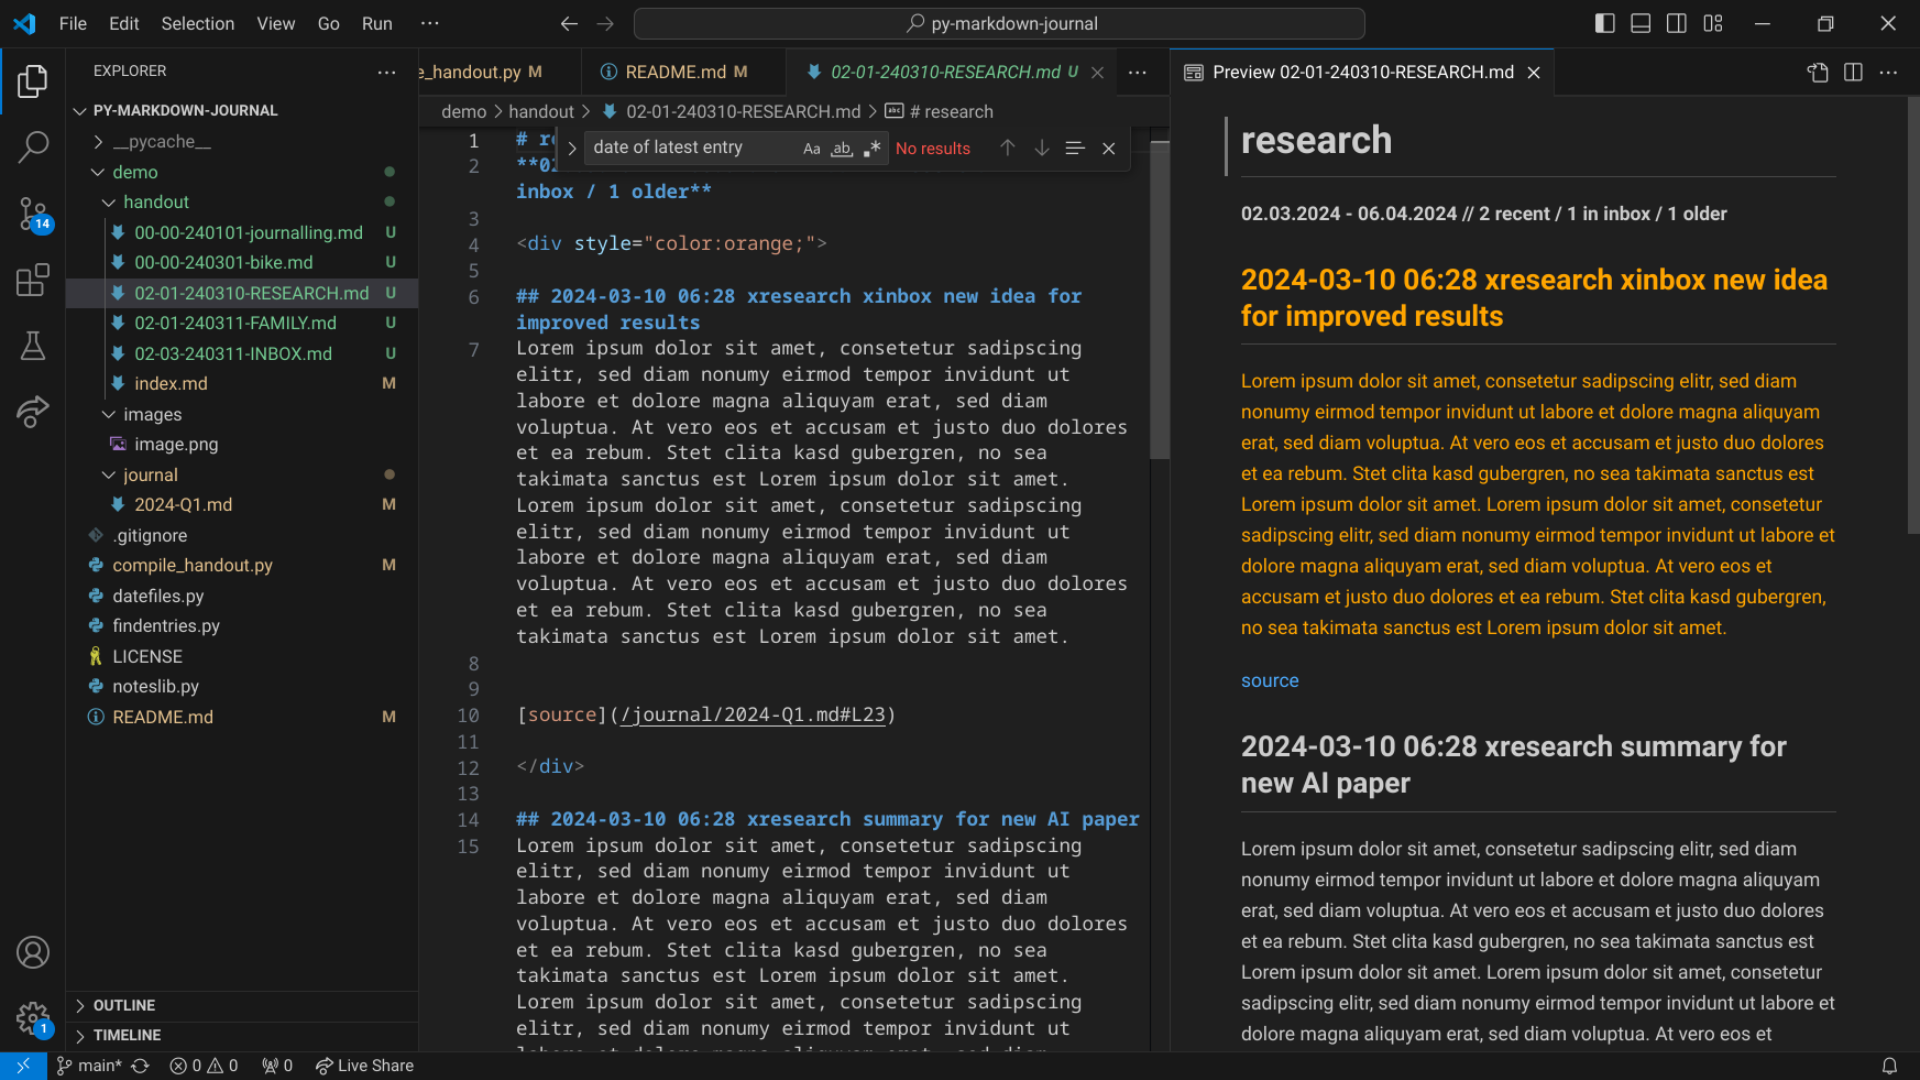 File Edit Selection View Go Run ··· py-markdown-journal
EXPLORER
PY-MARKDOWN-JOURNAL
__pycache__
demo
handout
00-00-240101-journalling.md U
00-00-240301-bike.md U
02-01-240310-RESEARCH.md U
02-01-240311-FAMILY.md U
02-03-240311-INBOX.md U
index.md M
images
image.png
journal
2024-Q1.md M
.gitignore
compile_handout.py M
datefiles.py
findentries.py
LICENSE
noteslib.py
README.md M
OUTLINE
TIMELINE
14
1
e_handout.py M README.md M 02-01-240310-RESEARCH.md U
demo > handout > 02-01-240310-RESEARCH.md > # research
date of latest entry Aa ab .* No results
1 # re
2 **02
inbox / 1 older**
3
4 <div style="color:orange;">
5
6 ## 2024-03-10 06:28 xresearch xinbox new idea for
improved results
7 Lorem ipsum dolor sit amet, consetetur sadipscing
elitr, sed diam nonumy eirmod tempor invidunt ut
labore et dolore magna aliquyam erat, sed diam
voluptua. At vero eos et accusam et justo duo dolores
et ea rebum. Stet clita kasd gubergren, no sea
takimata sanctus est Lorem ipsum dolor sit amet.
Lorem ipsum dolor sit amet, consetetur sadipscing
elitr, sed diam nonumy eirmod tempor invidunt ut
labore et dolore magna aliquyam erat, sed diam
voluptua. At vero eos et accusam et justo duo dolores
et ea rebum. Stet clita kasd gubergren, no sea
takimata sanctus est Lorem ipsum dolor sit amet.
8
9
10 [source](/journal/2024-Q1.md#L23)
11
12 </div>
13
14 ## 2024-03-10 06:28 xresearch summary for new AI paper
15 Lorem ipsum dolor sit amet, consetetur sadipscing
elitr, sed diam nonumy eirmod tempor invidunt ut
labore et dolore magna aliquyam erat, sed diam
voluptua. At vero eos et accusam et justo duo dolores
et ea rebum. Stet clita kasd gubergren, no sea
takimata sanctus est Lorem ipsum dolor sit amet.
Lorem ipsum dolor sit amet, consetetur sadipscing
elitr, sed diam nonumy eirmod tempor invidunt ut
Preview 02-01-240310-RESEARCH.md
research
02.03.2024 - 06.04.2024 // 2 recent / 1 in inbox / 1 older
2024-03-10 06:28 xresearch xinbox new idea
for improved results
Lorem ipsum dolor sit amet, consetetur sadipscing elitr, sed diam
nonumy eirmod tempor invidunt ut labore et dolore magna aliquyam
erat, sed diam voluptua. At vero eos et accusam et justo duo dolores
et ea rebum. Stet clita kasd gubergren, no sea takimata sanctus est
Lorem ipsum dolor sit amet. Lorem ipsum dolor sit amet, consetetur
sadipscing elitr, sed diam nonumy eirmod tempor invidunt ut labore et
dolore magna aliquyam erat, sed diam voluptua. At vero eos et
accusam et justo duo dolores et ea rebum. Stet clita kasd gubergren,
no sea takimata sanctus est Lorem ipsum dolor sit amet.
source
2024-03-10 06:28 xresearch summary for
new AI paper
Lorem ipsum dolor sit amet, consetetur sadipscing elitr, sed diam
nonumy eirmod tempor invidunt ut labore et dolore magna aliquyam
erat, sed diam voluptua. At vero eos et accusam et justo duo dolores
et ea rebum. Stet clita kasd gubergren, no sea takimata sanctus est
Lorem ipsum dolor sit amet. Lorem ipsum dolor sit amet, consetetur
sadipscing elitr, sed diam nonumy eirmod tempor invidunt ut labore et
dolore magna aliquyam erat, sed diam voluptua. At vero eos et
main* 0 0 0 Live Share